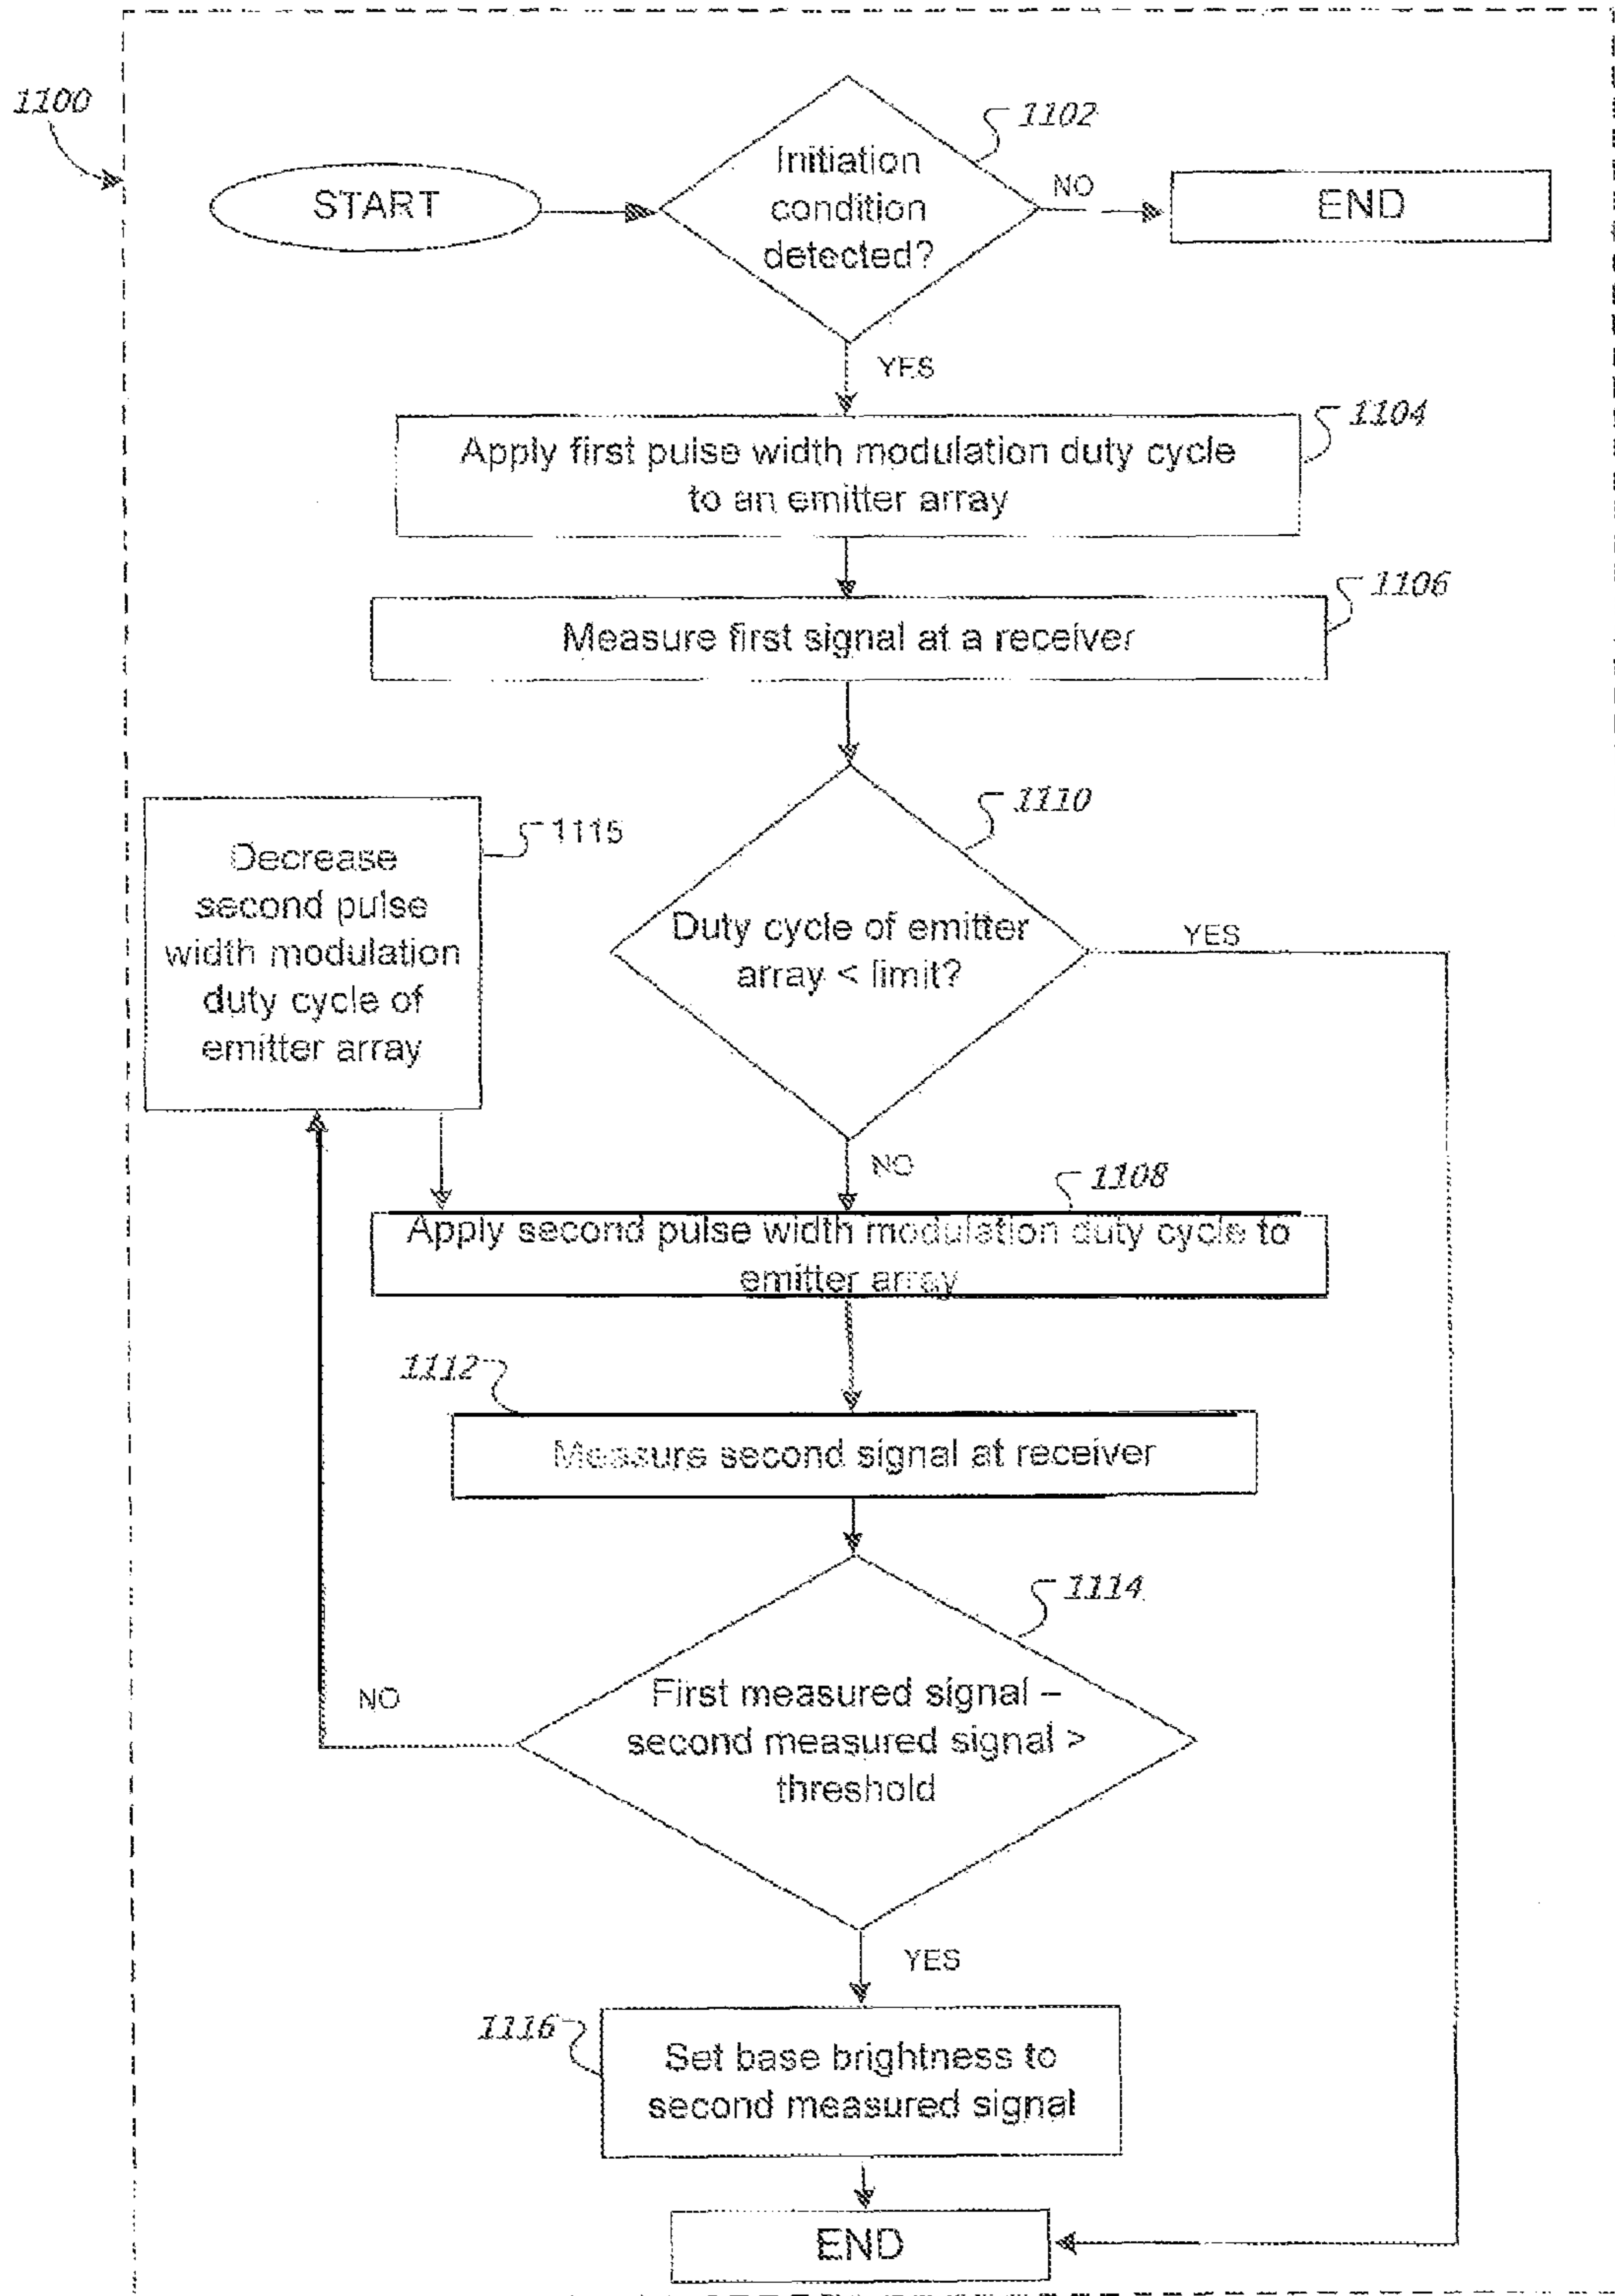 1100
1102
Initiation
condition
detected?
START
NO
END
YES
1104
Apply first pulse width modulation duty cycle
to an emitter array
1106
Measure first signal at a receiver
1110
1115
Decrease
second pulse
width modulation
duty cycle of
emitter array
Duty cycle of emitter
array < limit?
YES
NO
1108
Apply second pulse width modulation duty cycle to
emitter array
1112
Measure second signal at receiver
1114
First measured signal –
second measured signal >
threshold
NO
YES
1116
Set base brightness to
second measured signal
END